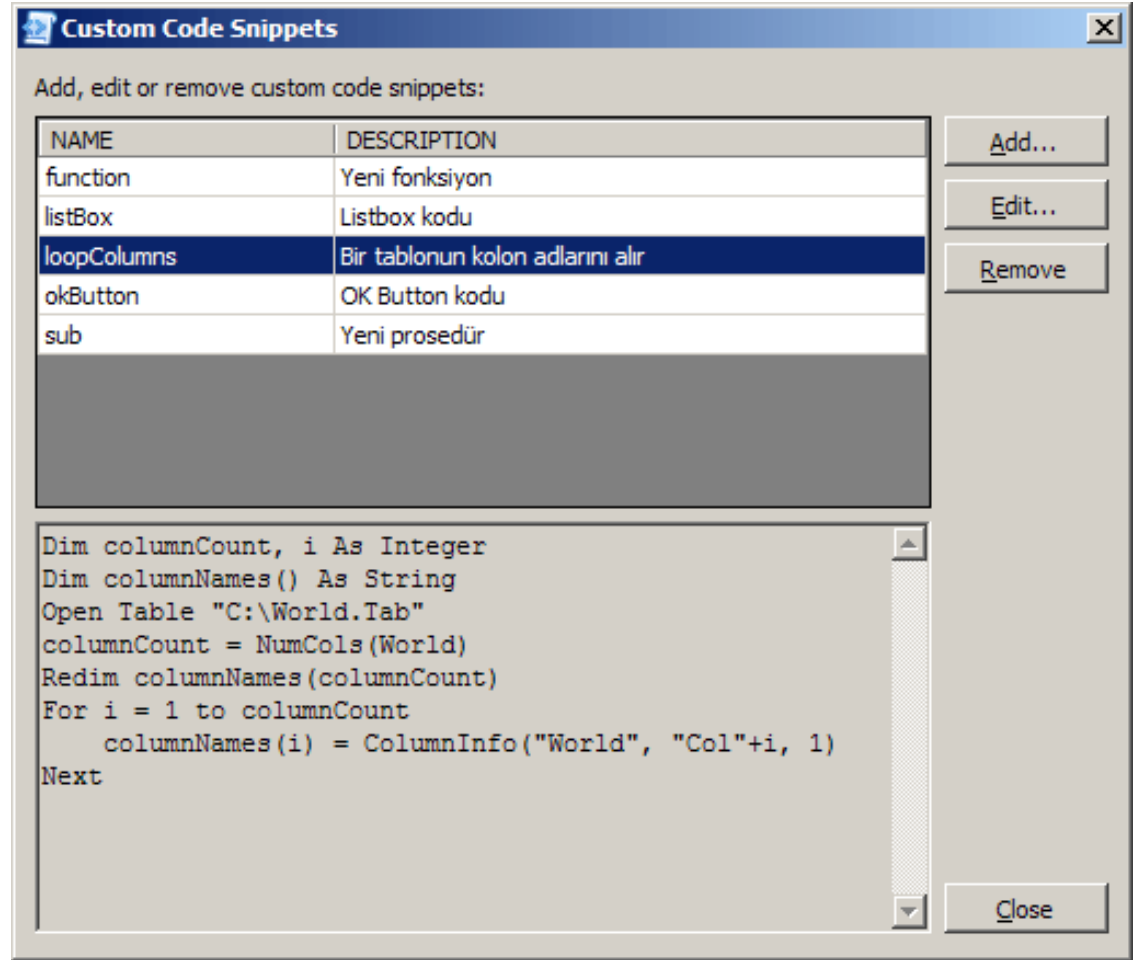 Custom Code Snippets
Add, edit or remove custom code snippets:
NAME DESCRIPTION
function Yeni fonksiyon
listBox Listbox kodu
loopColumns Bir tablonun kolon adlarını alır
okButton OK Button kodu
sub Yeni prosedür
Add...
Edit...
Remove
Dim columnCount, i As Integer
Dim columnNames() As String
Open Table "C:\World.Tab"
columnCount = NumCols(World)
Redim columnNames(columnCount)
For i = 1 to columnCount
    columnNames(i) = ColumnInfo("World", "Col"+i, 1)
Next
Close